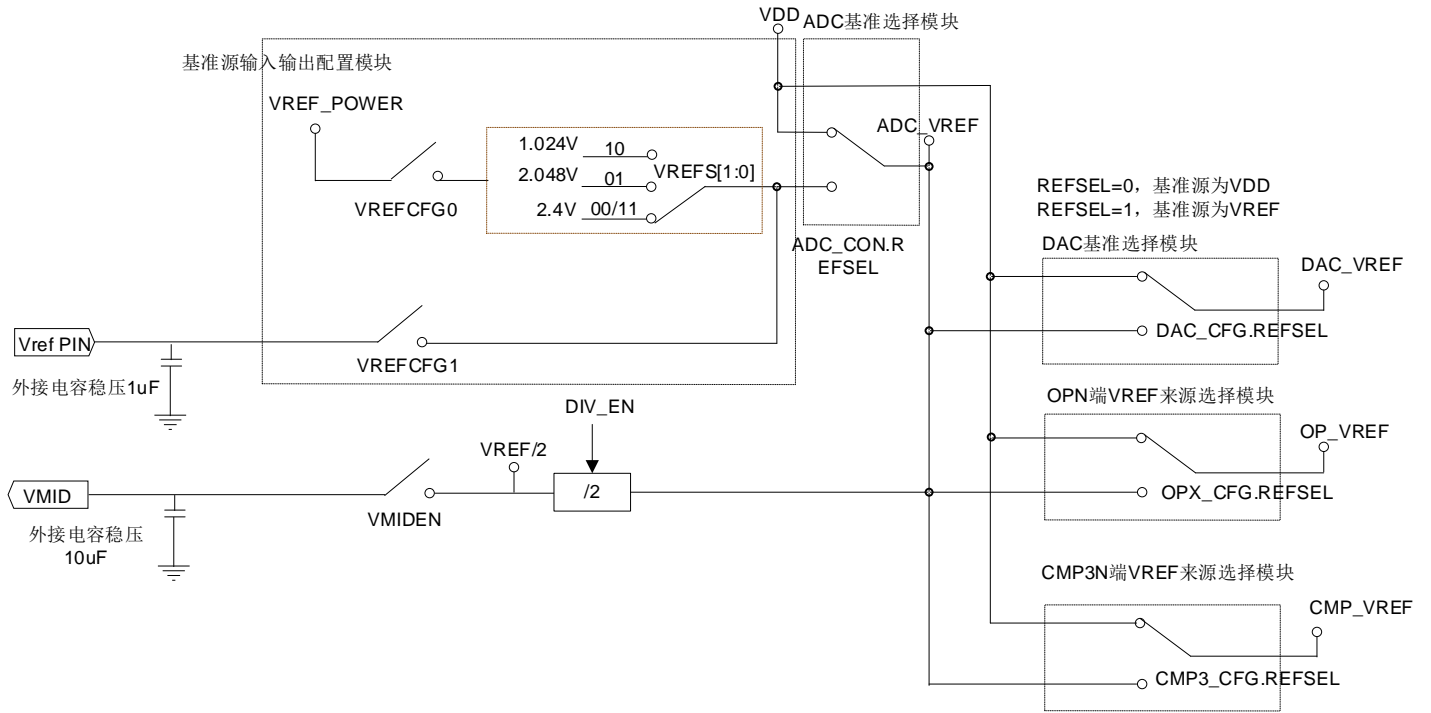 VDD
ADC基准选择模块
基准源输入输出配置模块
VREF_POWER
ADC_VREF
1.024V
10
2.048V
01
VREFS[1:0]
2.4V
00/11
VREFCFG0
REFSEL=0，基准源为VDD
REFSEL=1，基准源为VREF
ADC_CON.R
EFSEL
DAC基准选择模块
DAC_VREF
DAC_CFG.REFSEL
Vref PIN
VREFCFG1
外接电容稳压1uF
OPN端VREF来源选择模块
DIV_EN
OP_VREF
VREF/2
/2
OPX_CFG.REFSEL
VMID
VMIDEN
外接电容稳压
10uF
CMP3N端VREF来源选择模块
CMP_VREF
CMP3_CFG.REFSEL